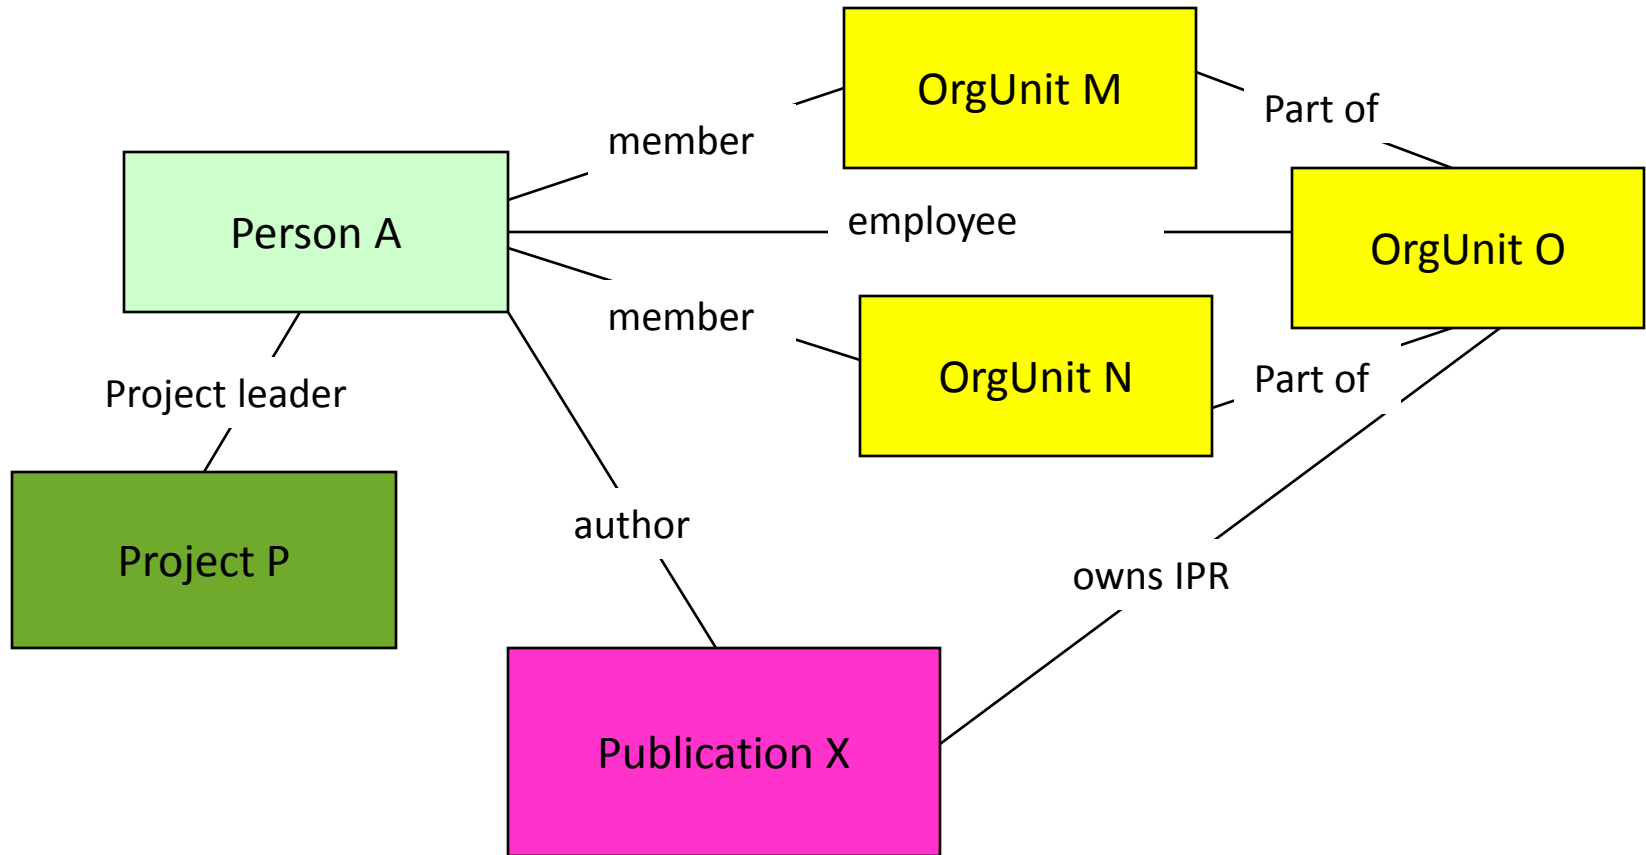 OrgUnit M
Part of
member
Person A
employee
OrgUnit O
member
OrgUnit N
Part of
Project leader
author
Project P
owns IPR
Publication X